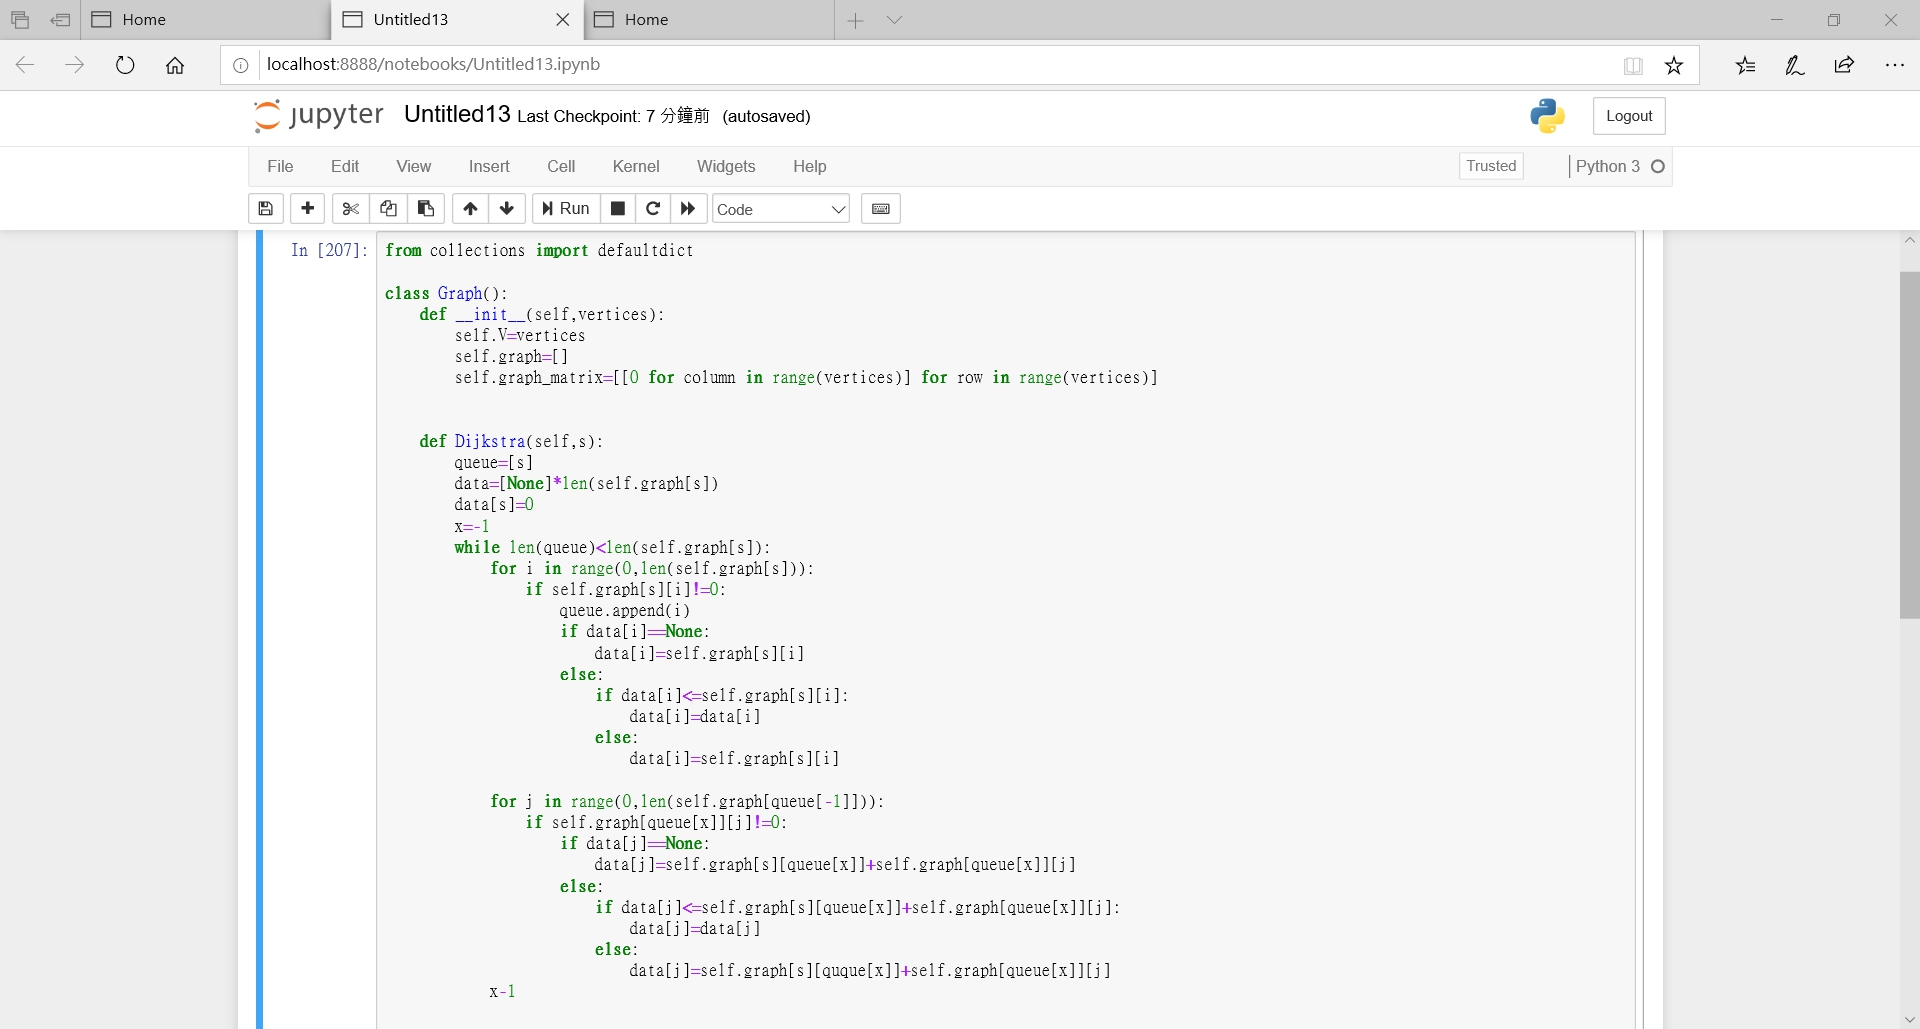 Home
Untitled13
Home
localhost:8888/notebooks/Untitled13.ipynb
jupyter Untitled13 Last Checkpoint: 7 分鐘前 (autosaved)
Logout
File Edit View Insert Cell Kernel Widgets Help
Trusted
Python 3
Run
Code
In [207]:
from collections import defaultdict
class Graph():
    def __init__(self,vertices):
        self.V=vertices
        self.graph=[]
        self.graph_matrix=[[0 for column in range(vertices)] for row in range(vertices)]
    def Dijkstra(self,s):
        queue=[s]
        data=[None]*len(self.graph[s])
        data[s]=0
        x=-1
        while len(queue)<len(self.graph[s]):
            for i in range(0,len(self.graph[s])):
                if self.graph[s][i]!=0:
                    queue.append(i)
                    if data[i]==None:
                        data[i]=self.graph[s][i]
                    else:
                        if data[i]<=self.graph[s][i]:
                            data[i]=data[i]
                        else:
                            data[i]=self.graph[s][i]
            for j in range(0,len(self.graph[queue[-1]])):
                if self.graph[queue[x]][j]!=0:
                    if data[j]==None:
                        data[j]=self.graph[s][queue[x]]+self.graph[queue[x]][j]
                    else:
                        if data[j]<=self.graph[s][queue[x]]+self.graph[queue[x]][j]:
                            data[j]=data[j]
                        else:
                            data[j]=self.graph[s][quque[x]]+self.graph[queue[x]][j]
            x-1